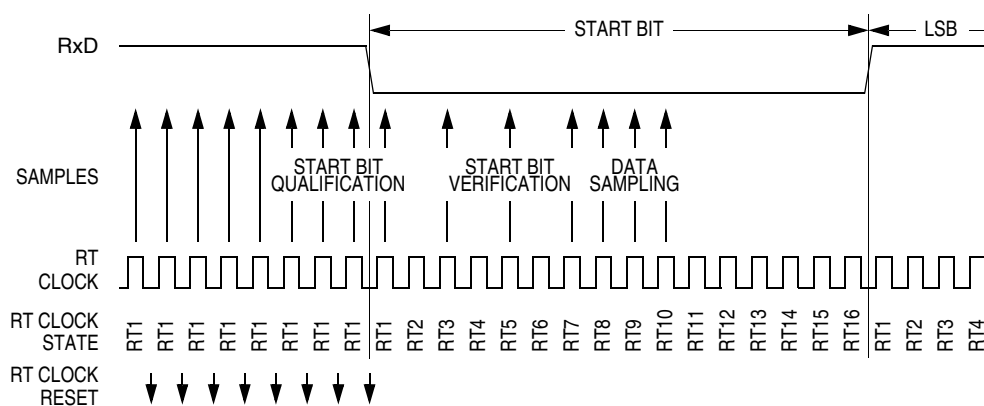 START BIT LSB
RxD
SAMPLES
START BIT
QUALIFICATION
START BIT
VERIFICATION
DATA
SAMPLING
RT
CLOCK
RT CLOCK
STATE
RT1 RT1 RT1 RT1 RT1 RT1 RT1 RT1 RT1 RT2 RT3 RT4 RT5 RT6 RT7 RT8 RT9 RT10 RT11 RT12 RT13 RT14 RT15 RT16 RT1 RT2 RT3 RT4
RT CLOCK
RESET